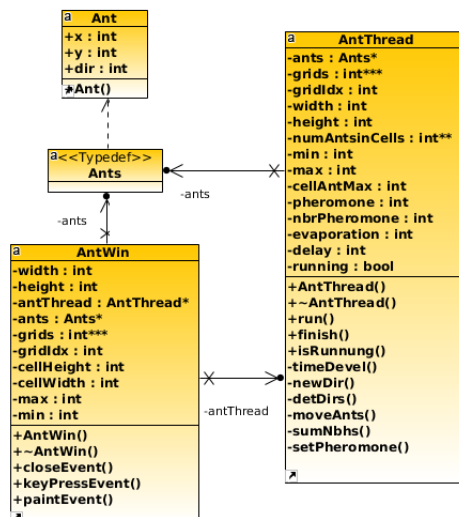 a
Ant
+x : int
+y : int
+dir : int
+Ant()
a
<<Typedef>>
Ants
-ants
-ants
a
AntWin
-width : int
-height : int
-antThread : AntThread*
-ants : Ants*
-grids : int***
-gridIdx : int
-cellHeight : int
-cellWidth : int
-max : int
-min : int
+AntWin()
+~AntWin()
+closeEvent()
+keyPressEvent()
+paintEvent()
-antThread
a
AntThread
-ants : Ants*
-grids : int***
-gridIdx : int
-width : int
-height : int
-numAntsinCells : int**
-min : int
-max : int
-cellAntMax : int
-pheromone : int
-nbrPheromone : int
-evaporation : int
-delay : int
-running : bool
+AntThread()
+~AntThread()
+run()
+finish()
+isRunnung()
-timeDevel()
-newDir()
-detDirs()
-moveAnts()
-sumNbhs()
-setPheromone()